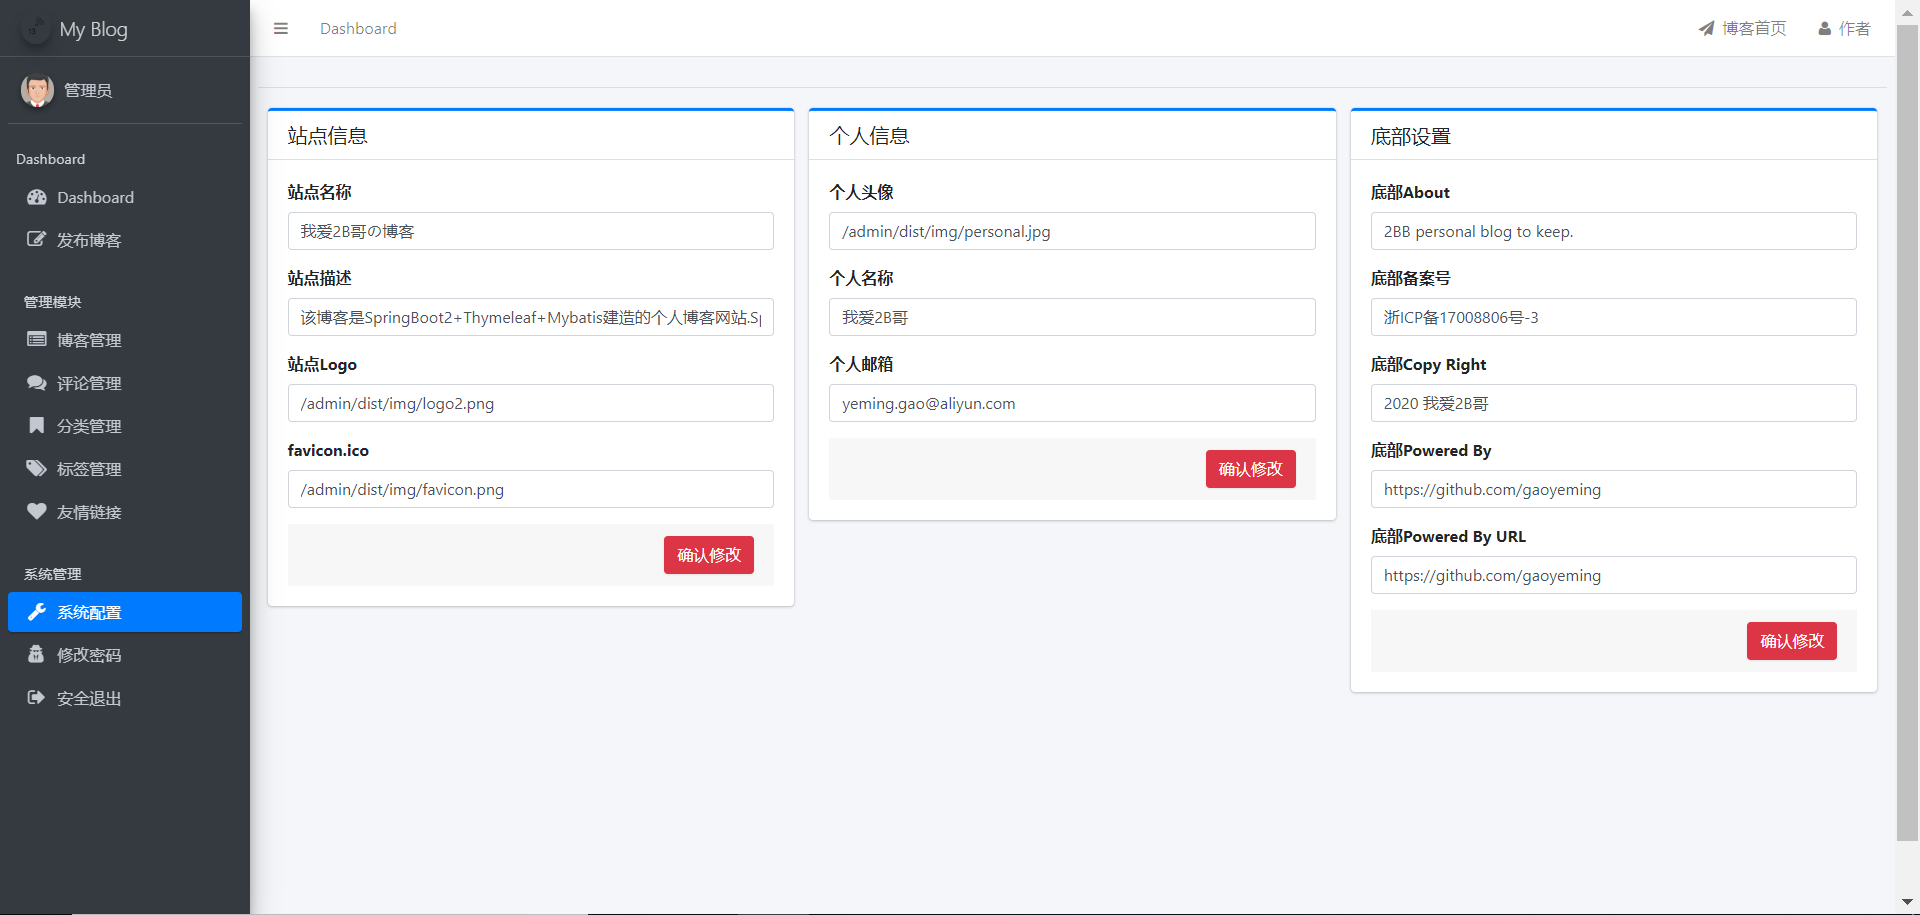 My Blog
管理员
Dashboard
Dashboard
发布博客
管理模块
博客管理
评论管理
分类管理
标签管理
友情链接
系统管理
系统配置
修改密码
安全退出
Dashboard
博客首页
作者
站点信息
站点名称
我爱2B哥の博客
站点描述
该博客是SpringBoot2+Thymeleaf+Mybatis建造的个人博客网站.Sp
站点Logo
/admin/dist/img/logo2.png
favicon.ico
/admin/dist/img/favicon.png
确认修改
个人信息
个人头像
/admin/dist/img/personal.jpg
个人名称
我爱2B哥
个人邮箱
yeming.gao@aliyun.com
确认修改
底部设置
底部About
2BB personal blog to keep.
底部备案号
浙ICP备17008806号-3
底部Copy Right
2020 我爱2B哥
底部Powered By
https://github.com/gaoyeming
底部Powered By URL
https://github.com/gaoyeming
确认修改